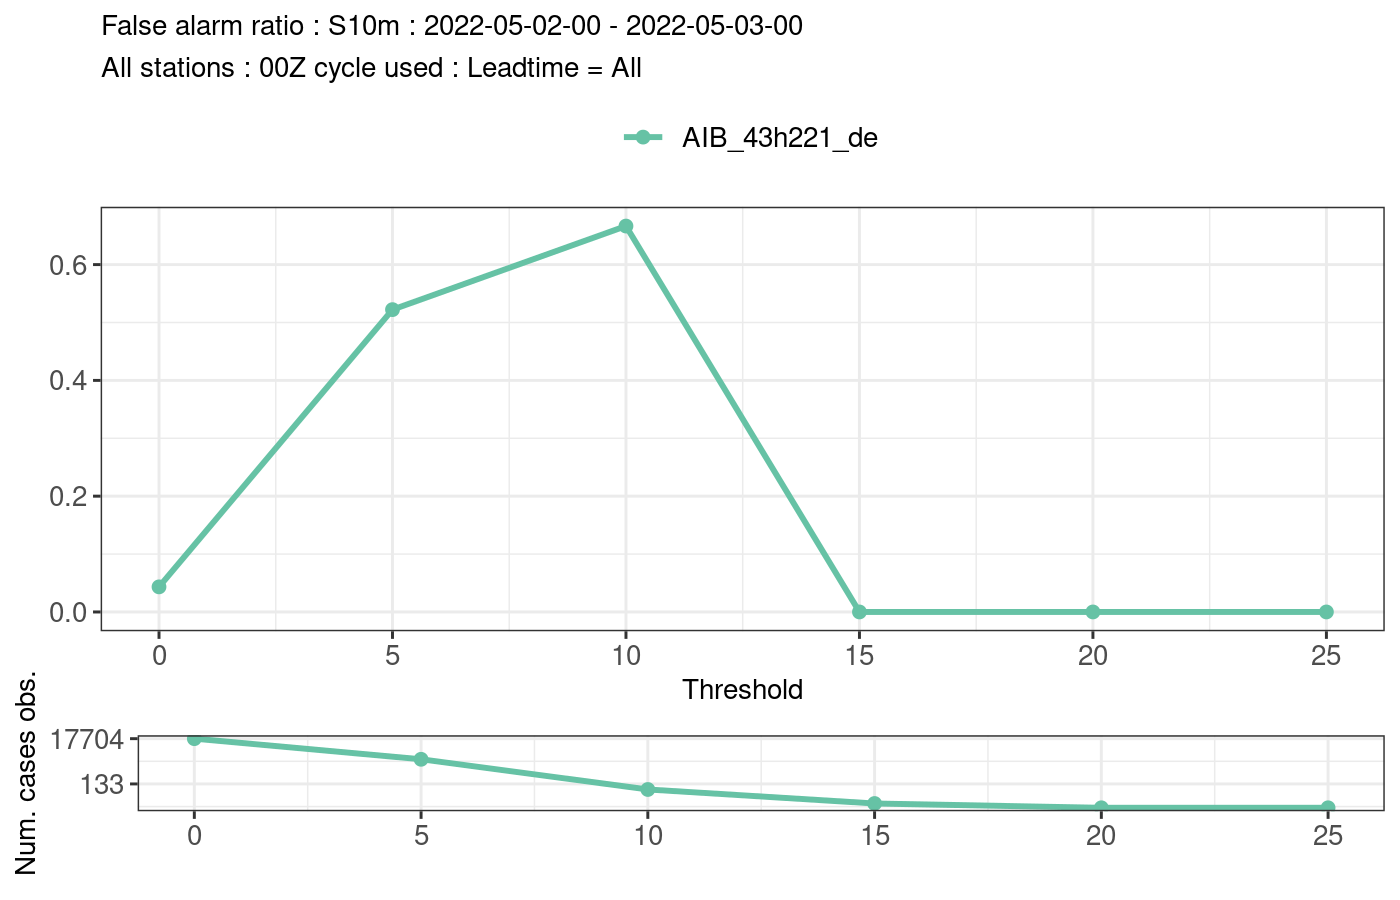 False alarm ratio : S10m : 2022-05-02-00 - 2022-05-03-00
All stations : 00Z cycle used : Leadtime = All
AIB_43h221_de
0.6
0.4
0.2
0.0
0 5 10 15 20 25
Threshold
Num. cases obs.
17704
133
0 5 10 15 20 25